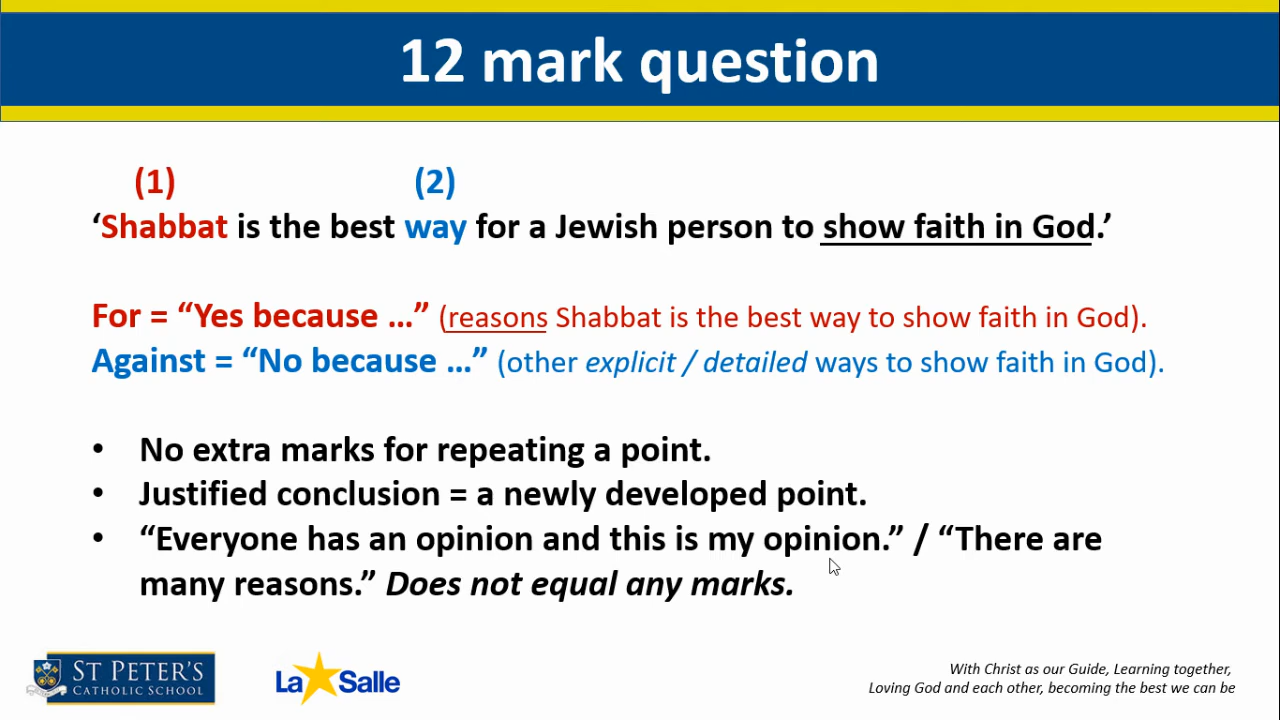 12 mark question
(1) (2)
‘Shabbat is the best way for a Jewish person to show faith in God.’
For = “Yes because …” (reasons Shabbat is the best way to show faith in God).
Against = “No because …” (other explicit / detailed ways to show faith in God).
• No extra marks for repeating a point.
• Justified conclusion = a newly developed point.
• “Everyone has an opinion and this is my opinion.” / “There are
many reasons.” Does not equal any marks.
ST PETER'S
CATHOLIC SCHOOL
La Salle
With Christ as our Guide, Learning together,
Loving God and each other, becoming the best we can be